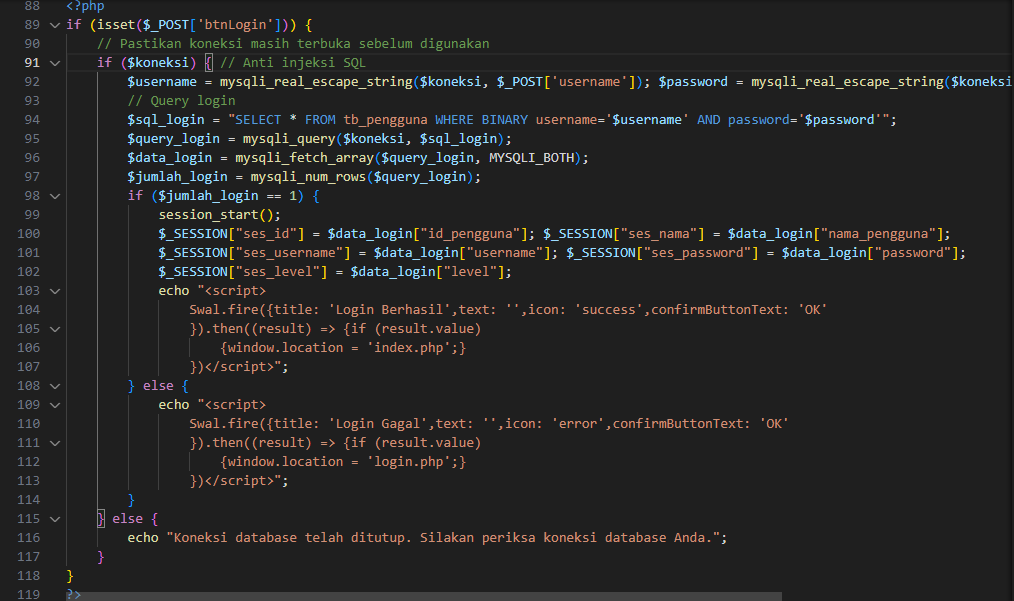 88 <?php
89 if (isset($_POST['btnLogin'])) {
90 // Pastikan koneksi masih terbuka sebelum digunakan
91 if ($koneksi) { // Anti injeksi SQL
92 $username = mysqli_real_escape_string($koneksi, $_POST['username']); $password = mysqli_real_escape_string($koneksi
93 // Query login
94 $sql_login = "SELECT * FROM tb_pengguna WHERE BINARY username='$username' AND password='$password'";
95 $query_login = mysqli_query($koneksi, $sql_login);
96 $data_login = mysqli_fetch_array($query_login, MYSQLI_BOTH);
97 $jumlah_login = mysqli_num_rows($query_login);
98 if ($jumlah_login == 1) {
99 session_start();
100 $_SESSION["ses_id"] = $data_login["id_pengguna"]; $_SESSION["ses_nama"] = $data_login["nama_pengguna"];
101 $_SESSION["ses_username"] = $data_login["username"]; $_SESSION["ses_password"] = $data_login["password"];
102 $_SESSION["ses_level"] = $data_login["level"];
103 echo "<script>
104 Swal.fire({title: 'Login Berhasil',text: '',icon: 'success',confirmButtonText: 'OK'
105 }).then((result) => {if (result.value)
106 {window.location = 'index.php';}
107 })</script>";
108 } else {
109 echo "<script>
110 Swal.fire({title: 'Login Gagal',text: '',icon: 'error',confirmButtonText: 'OK'
111 }).then((result) => {if (result.value)
112 {window.location = 'login.php';}
113 })</script>";
114 }
115 } else {
116 echo "Koneksi database telah ditutup. Silakan periksa koneksi database Anda.";
117 }
118 }
119 ?>